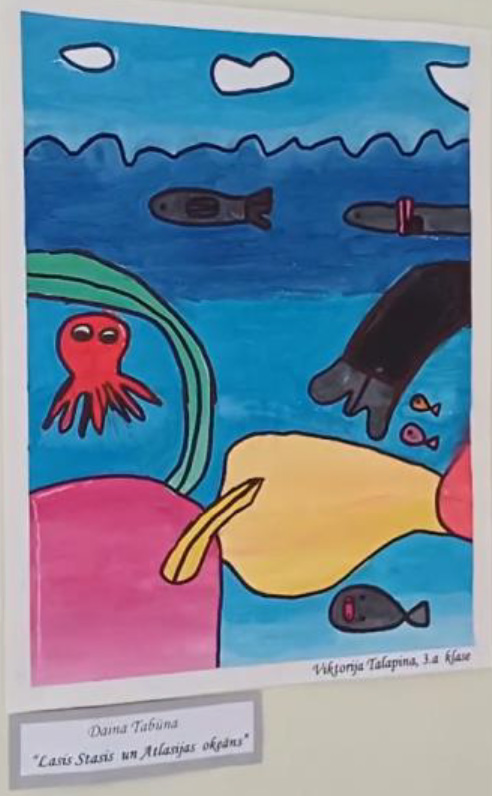 Viktorija Talapina, 3.a klase
Daina Tabūna
"Lasis Stasis un Atlasijas okeāns"